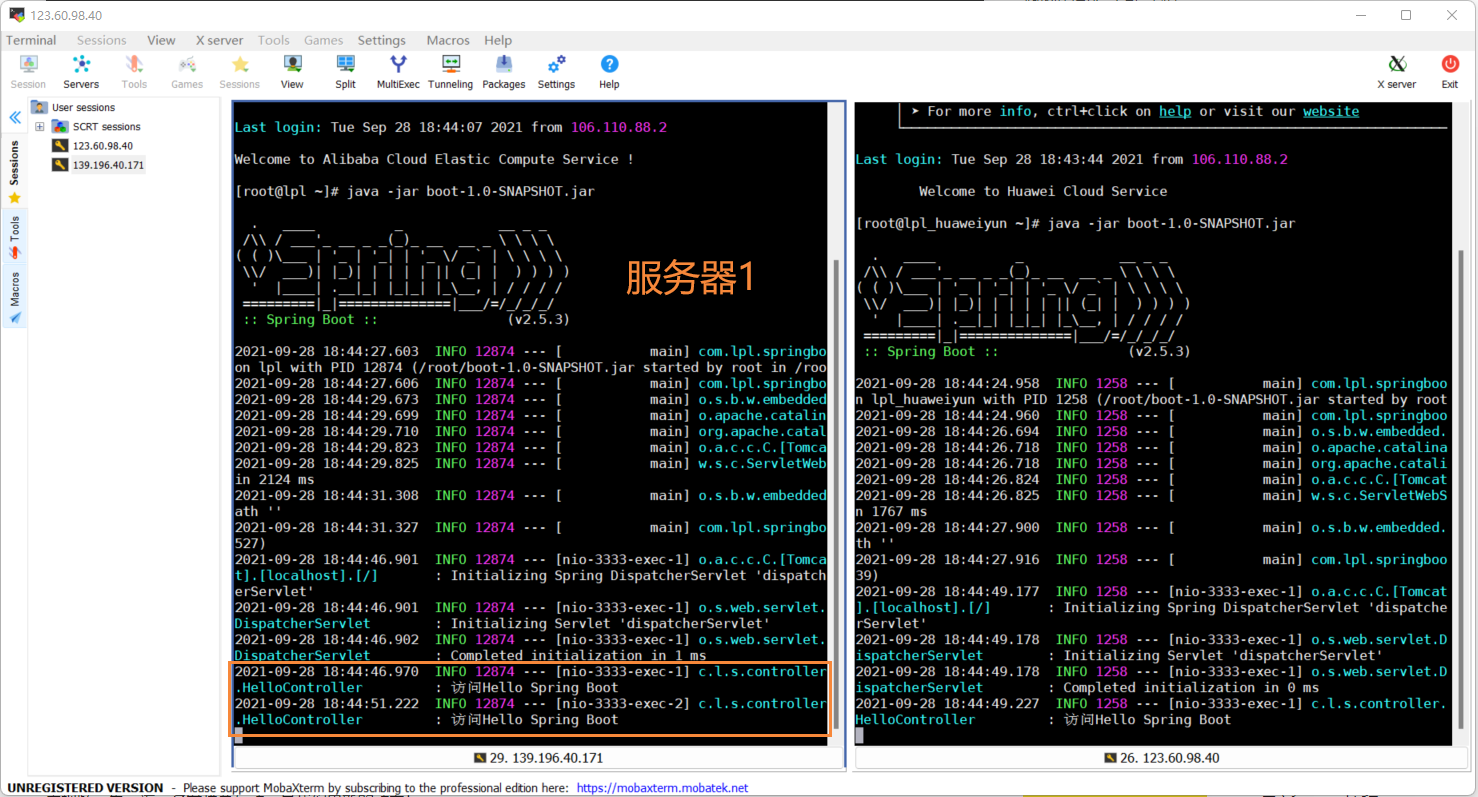 123.60.98.40
Terminal Sessions View X server Tools Games Settings Macros Help
Session Servers Tools Games Sessions View Split MultiExec Tunneling Packages Settings Help X server Exit
Sessions
Tools
Macros
User sessions
SCRT sessions
123.60.98.40
139.196.40.171
Last login: Tue Sep 28 18:44:07 2021 from 106.110.88.2
Welcome to Alibaba Cloud Elastic Compute Service !
[root@lpl ~]# java -jar boot-1.0-SNAPSHOT.jar
服务器1
:: Spring Boot :: (v2.5.3)
2021-09-28 18:44:27.603 INFO 12874 --- [ main] com.lpl.springbo
on lpl with PID 12874 (/root/boot-1.0-SNAPSHOT.jar started by root in /roo
2021-09-28 18:44:27.606 INFO 12874 --- [ main] com.lpl.springbo
2021-09-28 18:44:29.673 INFO 12874 --- [ main] o.s.b.w.embedded
2021-09-28 18:44:29.699 INFO 12874 --- [ main] o.apache.catalin
2021-09-28 18:44:29.710 INFO 12874 --- [ main] org.apache.catal
2021-09-28 18:44:29.823 INFO 12874 --- [ main] o.a.c.c.C.[Tomca
2021-09-28 18:44:29.825 INFO 12874 --- [ main] w.s.c.ServletWeb
in 2124 ms
2021-09-28 18:44:31.308 INFO 12874 --- [ main] o.s.b.w.embedded
ath ''
2021-09-28 18:44:31.327 INFO 12874 --- [ main] com.lpl.springbo
527)
2021-09-28 18:44:46.901 INFO 12874 --- [nio-3333-exec-1] o.a.c.c.C.[Tomca
t].[localhost].[/] : Initializing Spring DispatcherServlet 'dispatch
erServlet'
2021-09-28 18:44:46.901 INFO 12874 --- [nio-3333-exec-1] o.s.web.servlet.
DispatcherServlet : Initializing Servlet 'dispatcherServlet'
2021-09-28 18:44:46.902 INFO 12874 --- [nio-3333-exec-1] o.s.web.servlet.
DispatcherServlet : Completed initialization in 1 ms
2021-09-28 18:44:46.970 INFO 12874 --- [nio-3333-exec-1] c.l.s.controller
.HelloController : 访问Hello Spring Boot
2021-09-28 18:44:51.222 INFO 12874 --- [nio-3333-exec-2] c.l.s.controller
.HelloController : 访问Hello Spring Boot
29. 139.196.40.171
➤ For more info, ctrl+click on help or visit our website
Last login: Tue Sep 28 18:43:44 2021 from 106.110.88.2
Welcome to Huawei Cloud Service
[root@lpl_huaweiyun ~]# java -jar boot-1.0-SNAPSHOT.jar
:: Spring Boot :: (v2.5.3)
2021-09-28 18:44:24.958 INFO 1258 --- [ main] com.lpl.springboo
n lpl_huaweiyun with PID 1258 (/root/boot-1.0-SNAPSHOT.jar started by root
2021-09-28 18:44:24.960 INFO 1258 --- [ main] com.lpl.springboo
2021-09-28 18:44:26.694 INFO 1258 --- [ main] o.s.b.w.embedded.
2021-09-28 18:44:26.718 INFO 1258 --- [ main] o.apache.catalina
2021-09-28 18:44:26.718 INFO 1258 --- [ main] org.apache.catali
2021-09-28 18:44:26.824 INFO 1258 --- [ main] o.a.c.c.C.[Tomcat
2021-09-28 18:44:26.825 INFO 1258 --- [ main] w.s.c.ServletWebS
n 1767 ms
2021-09-28 18:44:27.900 INFO 1258 --- [ main] o.s.b.w.embedded.
th ''
2021-09-28 18:44:27.916 INFO 1258 --- [ main] com.lpl.springboo
39)
2021-09-28 18:44:49.177 INFO 1258 --- [nio-3333-exec-1] o.a.c.c.C.[Tomcat
].[localhost].[/] : Initializing Spring DispatcherServlet 'dispatche
rServlet'
2021-09-28 18:44:49.178 INFO 1258 --- [nio-3333-exec-1] o.s.web.servlet.D
ispatcherServlet : Initializing Servlet 'dispatcherServlet'
2021-09-28 18:44:49.178 INFO 1258 --- [nio-3333-exec-1] o.s.web.servlet.D
ispatcherServlet : Completed initialization in 0 ms
2021-09-28 18:44:49.227 INFO 1258 --- [nio-3333-exec-1] c.l.s.controller.
HelloController : 访问Hello Spring Boot
26. 123.60.98.40
UNREGISTERED VERSION - Please support MobaXterm by subscribing to the professional edition here: https://mobaxterm.mobatek.net